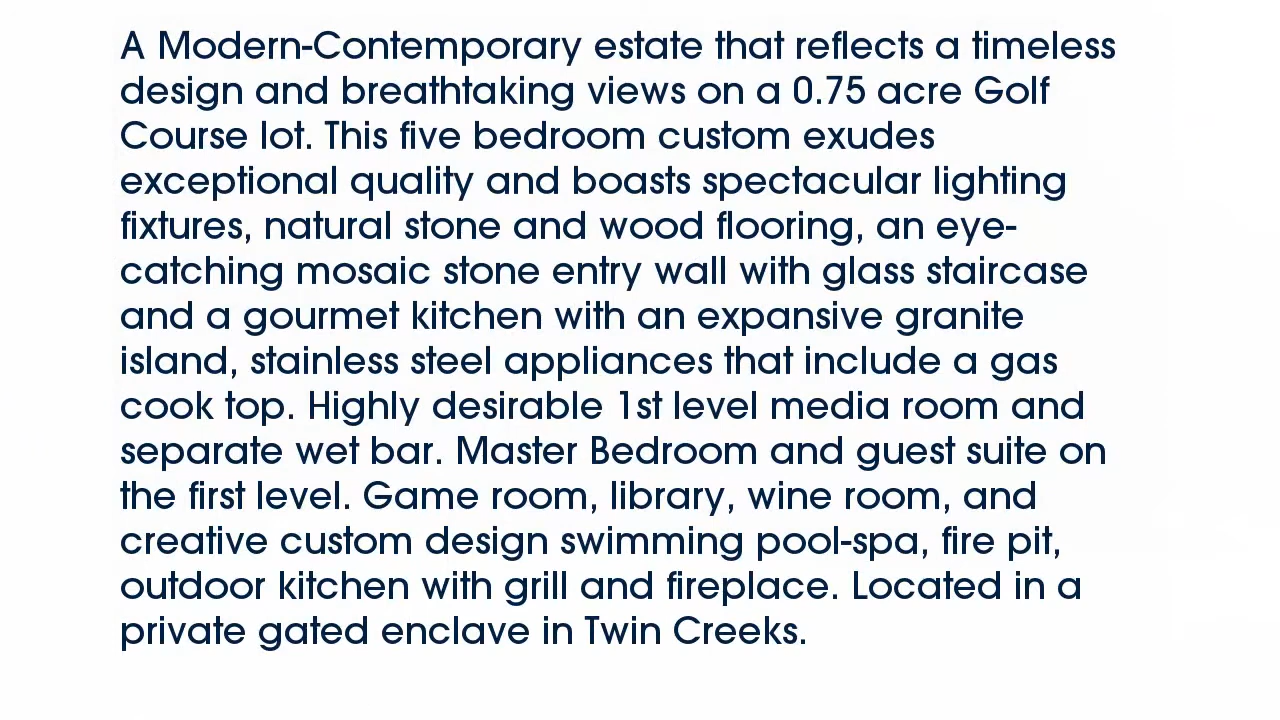 A Modern-Contemporary estate that reflects a timeless
design and breathtaking views on a 0.75 acre Golf
Course lot. This five bedroom custom exudes
exceptional quality and boasts spectacular lighting
fixtures, natural stone and wood flooring, an eye-
catching mosaic stone entry wall with glass staircase
and a gourmet kitchen with an expansive granite
island, stainless steel appliances that include a gas
cook top. Highly desirable 1st level media room and
separate wet bar. Master Bedroom and guest suite on
the first level. Game room, library, wine room, and
creative custom design swimming pool-spa, fire pit,
outdoor kitchen with grill and fireplace. Located in a
private gated enclave in Twin Creeks.